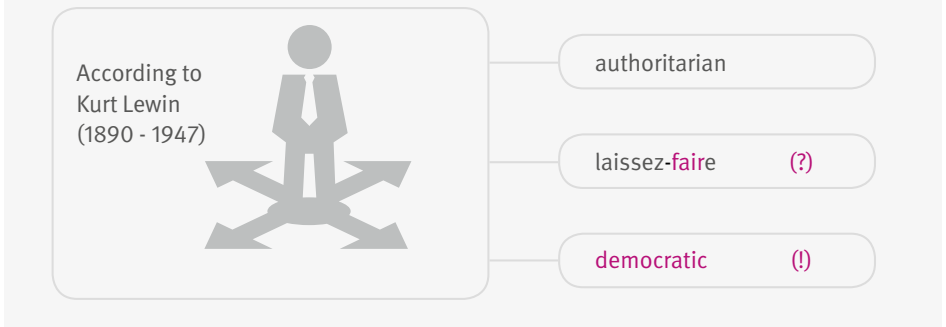 According to
Kurt Lewin
(1890 - 1947)
authoritarian
laissez-faire (?)
democratic (!)